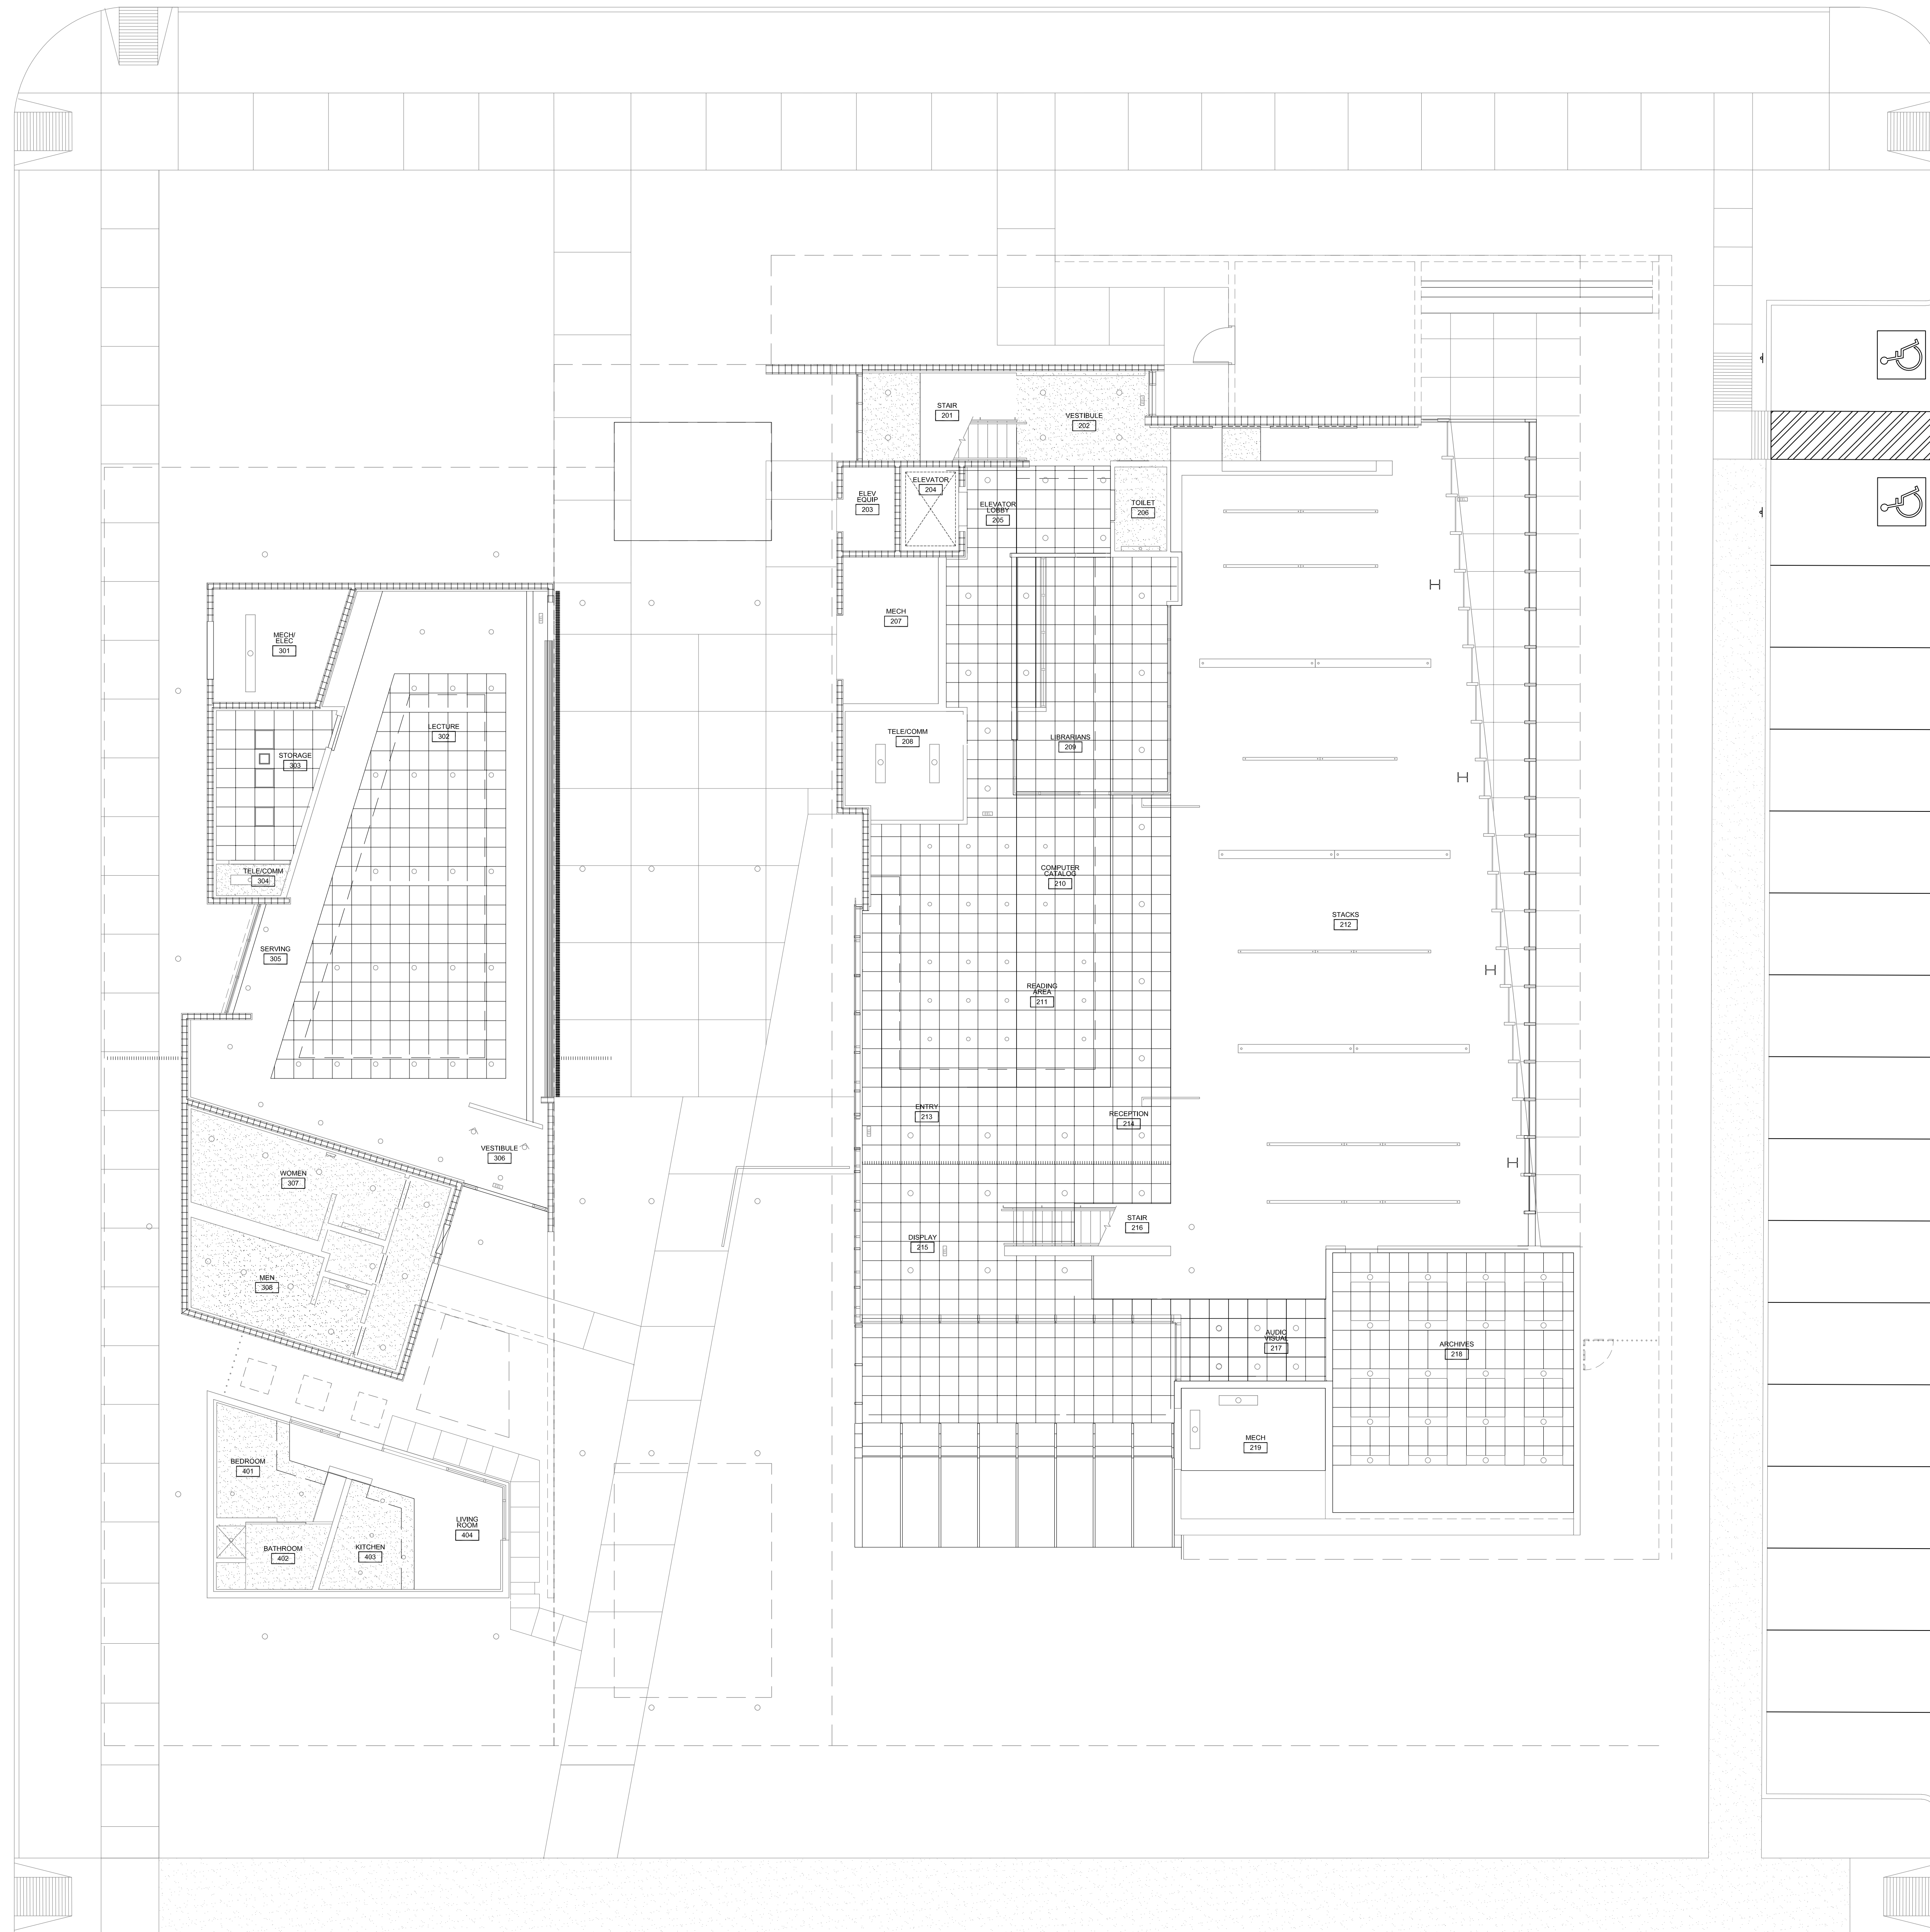 STAIR
201
VESTIBULE
202
ELEV
EQUIP
203
ELEVATOR
204
ELEVATOR
LOBBY
205
TOILET
206
MECH
207
TELE/COMM
208
LIBRARIANS
209
COMPUTER
CATALOG
210
READING
AREA
211
STACKS
212
ENTRY
213
RECEPTION
214
DISPLAY
215
STAIR
216
AUDIO
VISUAL
217
ARCHIVES
218
MECH
219
MECH/
ELEC
301
LECTURE
302
STORAGE
303
TELE/COMM
304
SERVING
305
VESTIBULE
306
WOMEN
307
MEN
308
BEDROOM
401
BATHROOM
402
KITCHEN
403
LIVING
ROOM
404